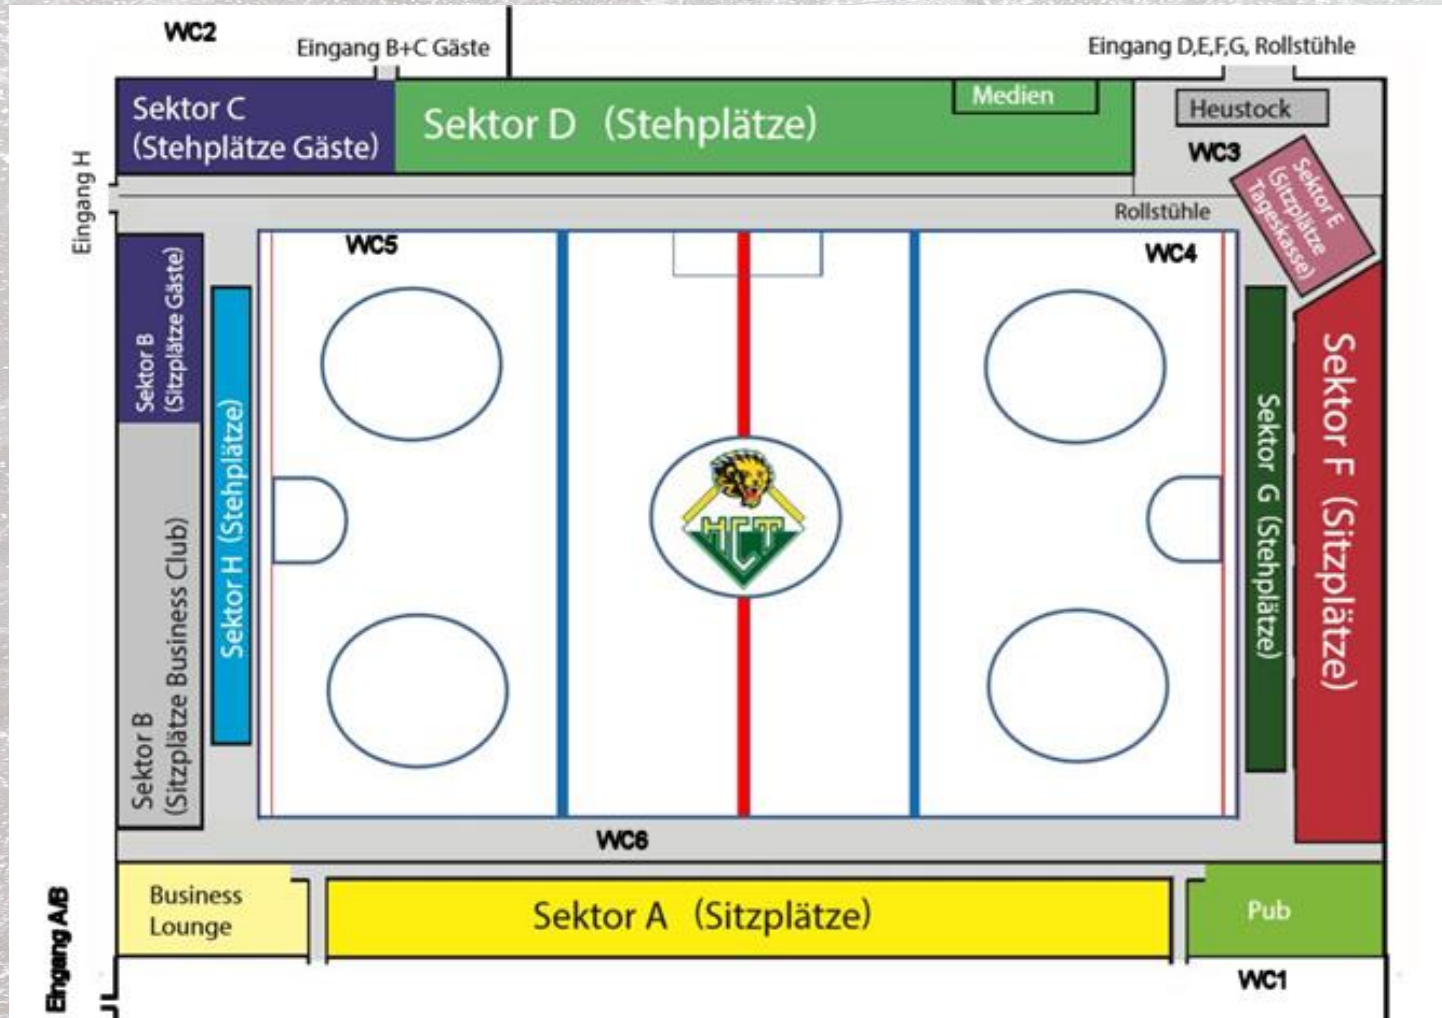 WC2
Eingang B+C Gäste
Eingang D,E,F,G, Rollstühle
Sektor C
(Stehplätze Gäste)
Sektor D (Stehplätze)
Medien
Heustock
WC3
Sektor E
(Sitzplätze
Tageskasse)
Eingang H
Rollstühle
WC5
WC4
Sektor B
(Sitzplätze Gäste)
Sektor H (Stehplätze)
Sektor B
(Sitzplätze Business Club)
HCT
Sektor G (Stehplätze)
Sektor F (Sitzplätze)
WC6
Eingang A/B
Business
Lounge
Sektor A (Sitzplätze)
Pub
WC1